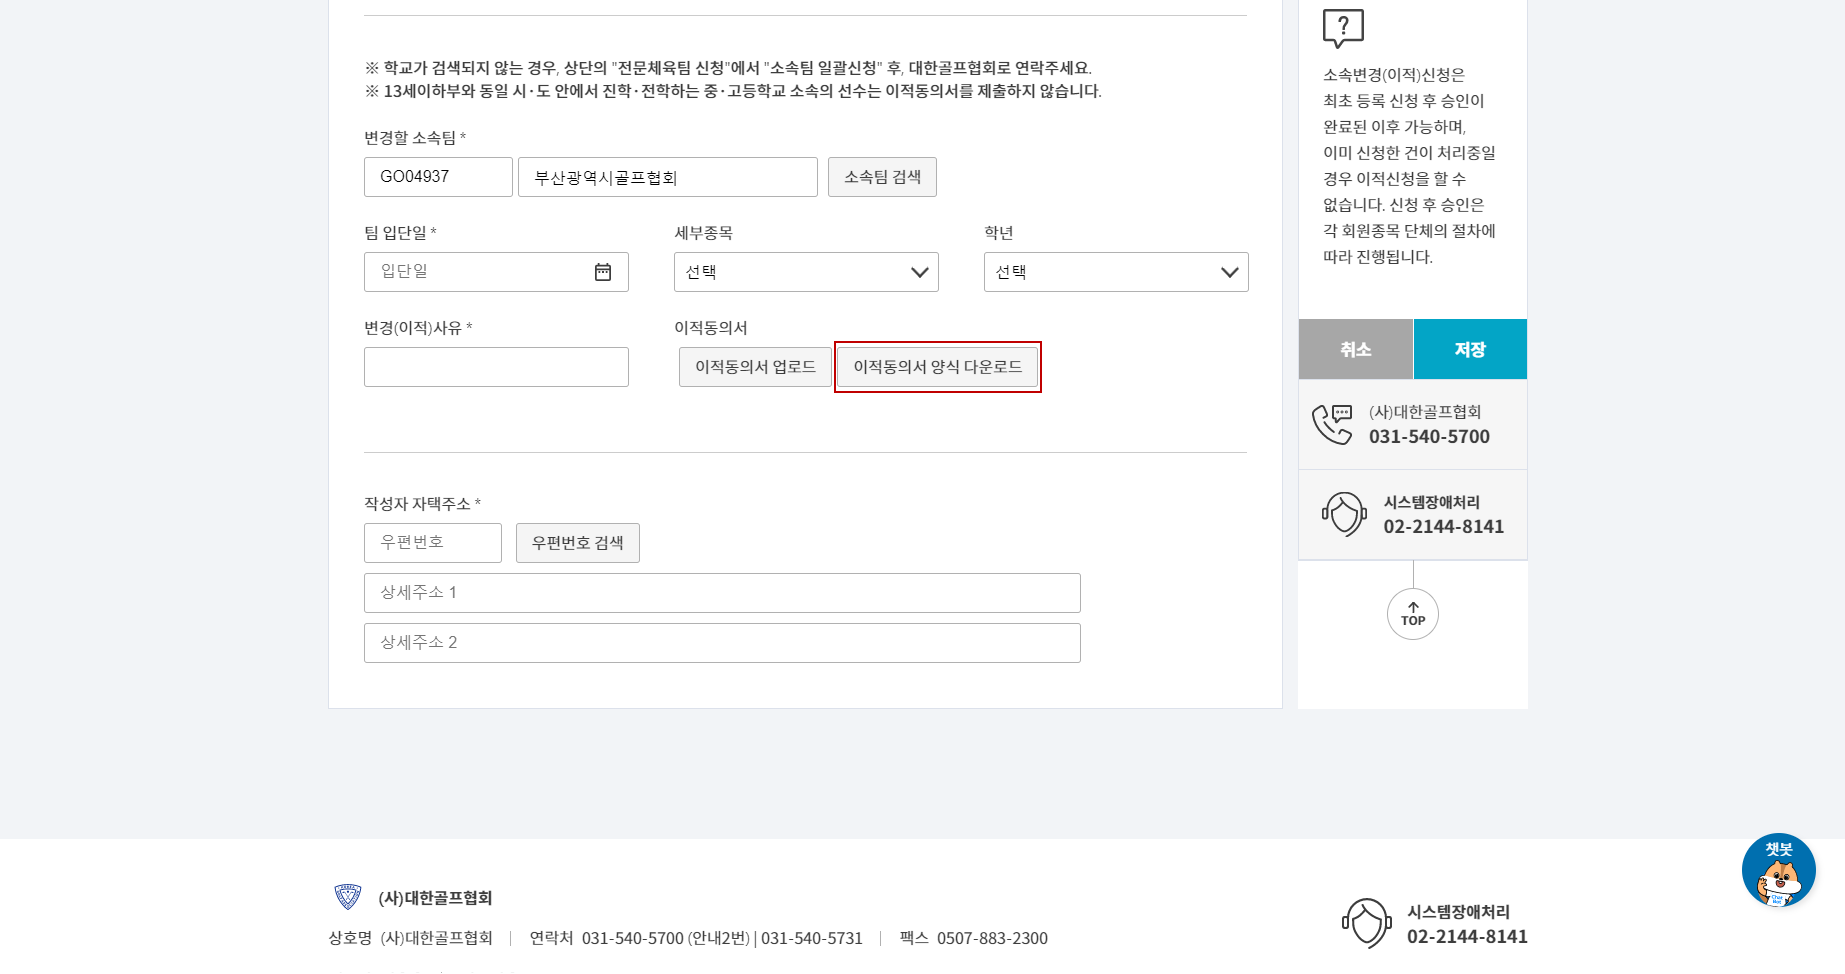 ※ 학교가 검색되지 않는 경우, 상단의 "전문체육팀 신청"에서 "소속팀 일괄신청" 후, 대한골프협회로 연락주세요.
※ 13세이하부와 동일 시·도 안에서 진학·전학하는 중·고등학교 소속의 선수는 이적동의서를 제출하지 않습니다.
변경할 소속팀 *
GO04937 부산광역시골프협회 소속팀 검색
팀 입단일 * 세부종목 학년
입단일 선택 선택
변경(이적)사유 * 이적동의서
이적동의서 업로드 이적동의서 양식 다운로드
작성자 자택주소 *
우편번호 우편번호 검색
상세주소 1
상세주소 2
?
소속변경(이적)신청은
최초 등록 신청 후 승인이
완료된 이후 가능하며,
이미 신청한 건이 처리중일
경우 이적신청을 할 수
없습니다. 신청 후 승인은
각 회원종목 단체의 절차에
따라 진행됩니다.
취소 저장
(사)대한골프협회
031-540-5700
시스템장애처리
02-2144-8141
TOP
챗봇
(사)대한골프협회
상호명 (사)대한골프협회 | 연락처 031-540-5700 (안내2번) | 031-540-5731 | 팩스 0507-883-2300
시스템장애처리
02-2144-8141